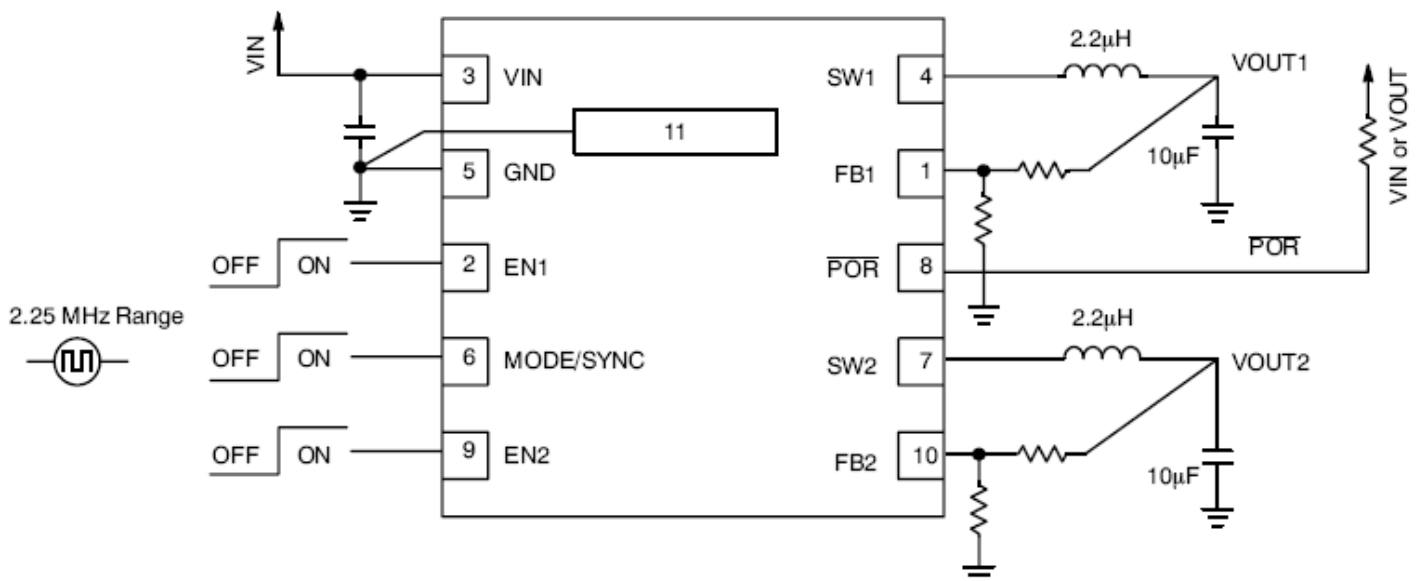 VIN
3
VIN
11
5
GND
OFF
ON
2
EN1
2.25 MHz Range
OFF
ON
6
MODE/SYNC
OFF
ON
9
EN2
SW1
4
2.2μH
VOUT1
10μF
FB1
1
VIN or VOUT
POR
8
POR
SW2
7
2.2μH
VOUT2
10μF
FB2
10